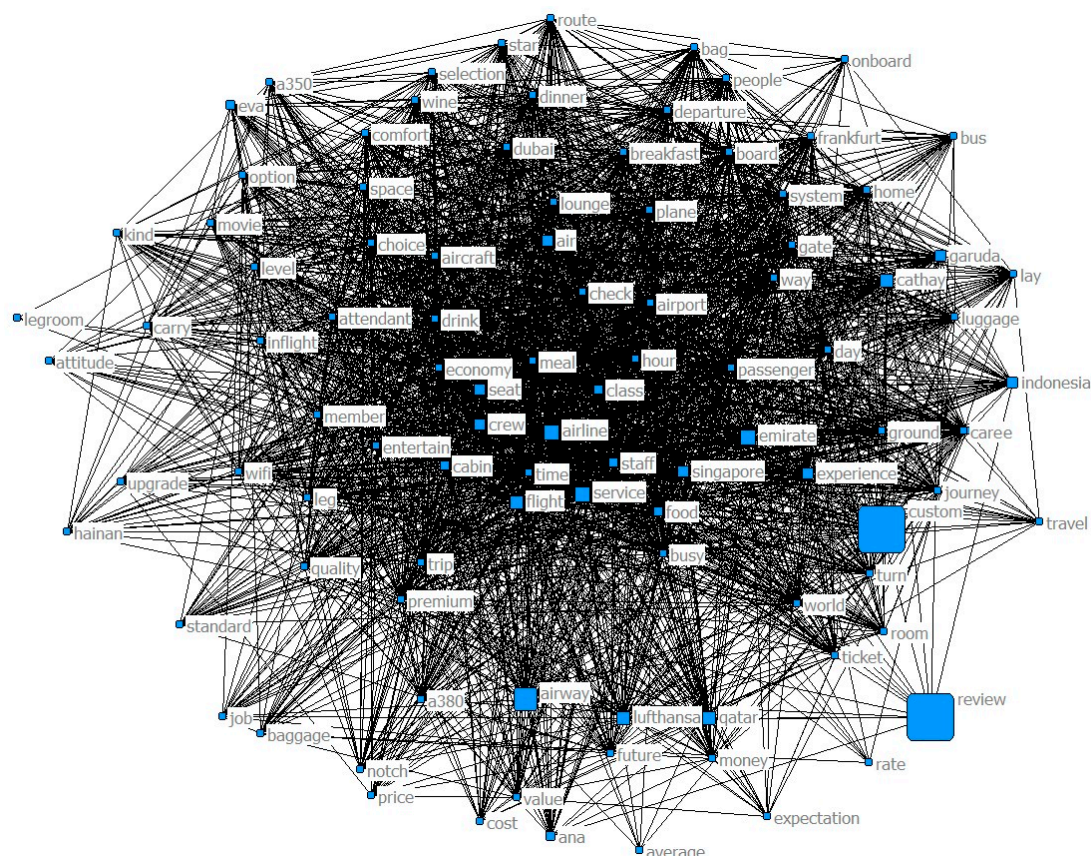 route
star
bag
onboard
selection
people
a350
wine
dinner
eva
departure
comfort
frankfurt
bus
dubai
breakfast
board
option
space
system
home
lounge
plane
movie
kind
choice
air
gate
level
aircraft
garuda
way
cathay
lay
check
airport
legroom
carry
attendant
drink
luggage
inflight
day
attitude
meal
hour
economy
passenger
seat
class
indonesia
member
crew
airline
emirate
ground
caree
entertain
cabin
staff
wifi
time
singapore
experience
upgrade
leg
flight
service
journey
food
custom
travel
hainan
busy
quality
trip
turn
premium
world
standard
room
ticket
a380
airway
review
job
lufthansa
qatar
baggage
future
money
rate
notch
price
value
cost
expectation
ana
average